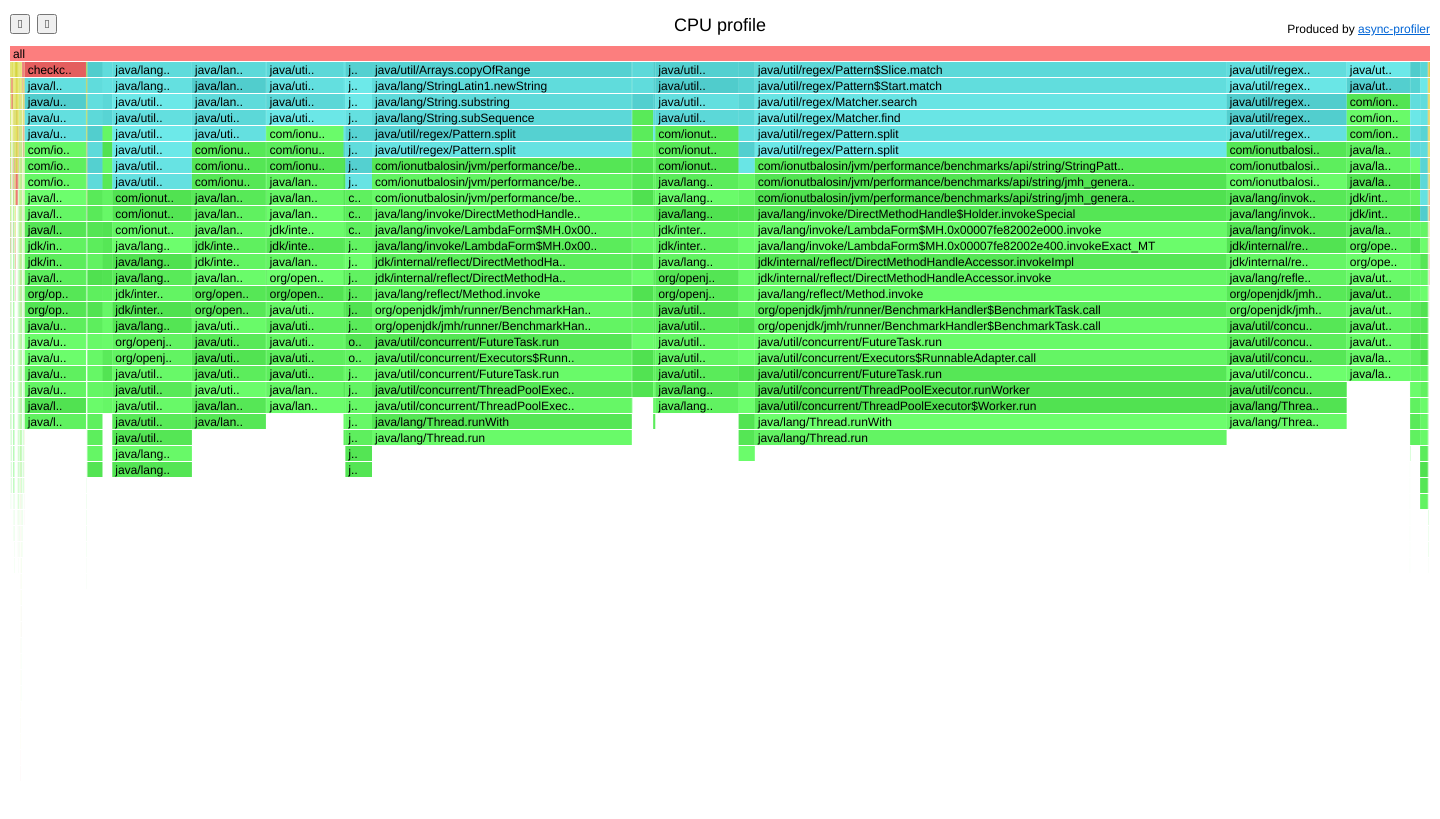 CPU profile
Produced by async-profiler
all
checkc.. java/lang.. java/lan.. java/uti.. j.. java/util/Arrays.copyOfRange java/util.. java/util/regex/Pattern$Slice.match java/util/regex.. java/ut..
java/l.. java/lang.. java/lan.. java/uti.. j.. java/lang/StringLatin1.newString java/util.. java/util/regex/Pattern$Start.match java/util/regex.. java/ut..
java/u.. java/util.. java/lan.. java/uti.. j.. java/lang/String.substring java/util.. java/util/regex/Matcher.search java/util/regex.. com/ion..
java/u.. java/util.. java/uti.. java/uti.. j.. java/lang/String.subSequence java/util.. java/util/regex/Matcher.find java/util/regex.. com/ion..
java/u.. java/util.. java/uti.. com/ionu.. j.. java/util/regex/Pattern.split com/ionut.. java/util/regex/Pattern.split java/util/regex.. com/ion..
com/io.. java/util.. com/ionu.. com/ionu.. j.. java/util/regex/Pattern.split com/ionut.. java/util/regex/Pattern.split com/ionutbalosi.. java/la..
com/io.. java/util.. com/ionu.. com/ionu.. j.. com/ionutbalosin/jvm/performance/be.. com/ionut.. com/ionutbalosin/jvm/performance/benchmarks/api/string/StringPatt.. com/ionutbalosi.. java/la..
com/io.. java/util.. com/ionu.. java/lan.. j.. com/ionutbalosin/jvm/performance/be.. java/lang.. com/ionutbalosin/jvm/performance/benchmarks/api/string/jmh_genera.. com/ionutbalosi.. java/la..
java/l.. com/ionut.. java/lan.. java/lan.. c.. com/ionutbalosin/jvm/performance/be.. java/lang.. com/ionutbalosin/jvm/performance/benchmarks/api/string/jmh_genera.. java/lang/invok.. jdk/int..
java/l.. com/ionut.. java/lan.. java/lan.. c.. java/lang/invoke/DirectMethodHandle.. java/lang.. java/lang/invoke/DirectMethodHandle$Holder.invokeSpecial java/lang/invok.. jdk/int..
java/l.. com/ionut.. java/lan.. jdk/inte.. c.. java/lang/invoke/LambdaForm$MH.0x00.. jdk/inter.. java/lang/invoke/LambdaForm$MH.0x00007fe82002e000.invoke java/lang/invok.. java/la..
jdk/in.. java/lang.. jdk/inte.. jdk/inte.. j.. java/lang/invoke/LambdaForm$MH.0x00.. jdk/inter.. java/lang/invoke/LambdaForm$MH.0x00007fe82002e400.invokeExact_MT jdk/internal/re.. org/ope..
jdk/in.. java/lang.. jdk/inte.. java/lan.. j.. jdk/internal/reflect/DirectMethodHa.. java/lang.. jdk/internal/reflect/DirectMethodHandleAccessor.invokeImpl jdk/internal/re.. org/ope..
java/l.. java/lang.. java/lan.. org/open.. j.. jdk/internal/reflect/DirectMethodHa.. org/openj.. jdk/internal/reflect/DirectMethodHandleAccessor.invoke java/lang/refle.. java/ut..
org/op.. jdk/inter.. org/open.. org/open.. j.. java/lang/reflect/Method.invoke org/openj.. java/lang/reflect/Method.invoke org/openjdk/jmh.. java/ut..
org/op.. jdk/inter.. org/open.. java/uti.. j.. org/openjdk/jmh/runner/BenchmarkHan.. java/util.. org/openjdk/jmh/runner/BenchmarkHandler$BenchmarkTask.call org/openjdk/jmh.. java/ut..
java/u.. java/lang.. java/uti.. java/uti.. j.. org/openjdk/jmh/runner/BenchmarkHan.. java/util.. org/openjdk/jmh/runner/BenchmarkHandler$BenchmarkTask.call java/util/concu.. java/ut..
java/u.. org/openj.. java/uti.. java/uti.. o.. java/util/concurrent/FutureTask.run java/util.. java/util/concurrent/FutureTask.run java/util/concu.. java/ut..
java/u.. org/openj.. java/uti.. java/uti.. o.. java/util/concurrent/Executors$Runn.. java/util.. java/util/concurrent/Executors$RunnableAdapter.call java/util/concu.. java/la..
java/u.. java/util.. java/uti.. java/uti.. j.. java/util/concurrent/FutureTask.run java/util.. java/util/concurrent/FutureTask.run java/util/concu.. java/la..
java/u.. java/util.. java/uti.. java/lan.. j.. java/util/concurrent/ThreadPoolExec.. java/lang.. java/util/concurrent/ThreadPoolExecutor.runWorker java/util/concu..
java/l.. java/util.. java/lan.. java/lan.. j.. java/util/concurrent/ThreadPoolExec.. java/lang.. java/util/concurrent/ThreadPoolExecutor$Worker.run java/lang/Threa..
java/l.. java/util.. java/lan.. j.. java/lang/Thread.runWith java/lang/Thread.runWith java/lang/Threa..
java/util.. j.. java/lang/Thread.run java/lang/Thread.run
java/lang.. j..
java/lang.. j..